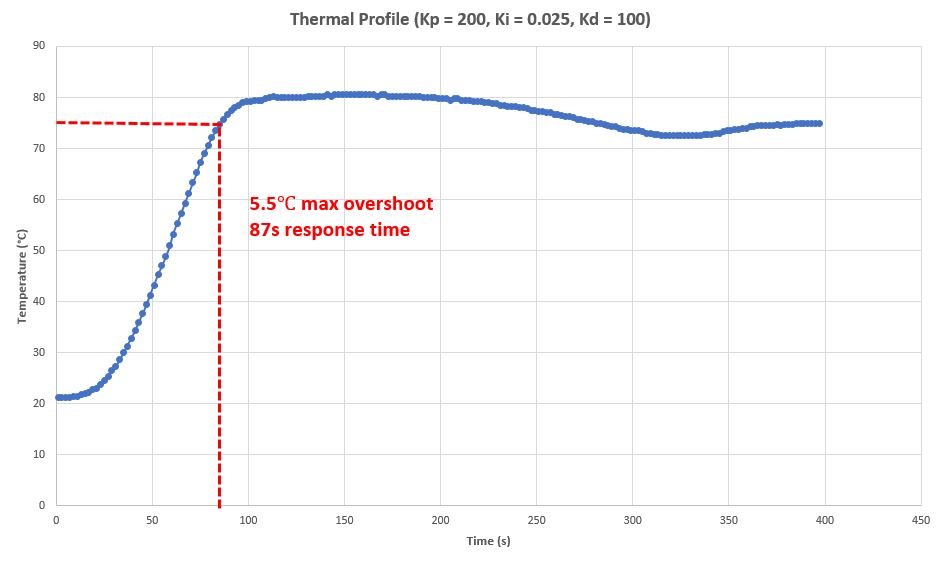 Thermal Profile (Kp = 200, Ki = 0.025, Kd = 100)
90
80
70
60
50
40
30
20
10
0
Temperature (℃)
5.5℃ max overshoot
87s response time
0 50 100 150 200 250 300 350 400 450
Time (s)